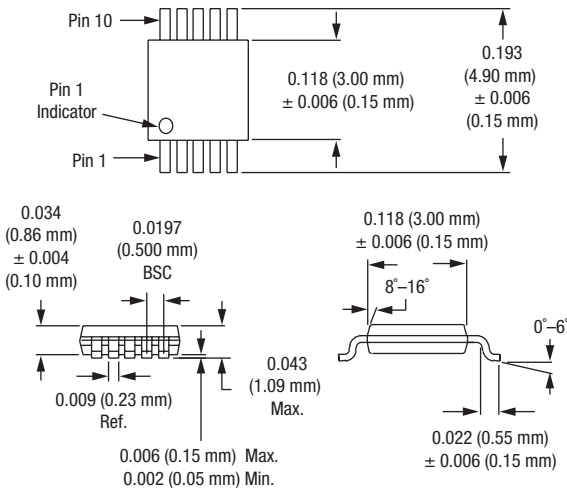 Pin 10
Pin 1
Indicator
Pin 1
0.118 (3.00 mm)
± 0.006 (0.15 mm)
0.193
(4.90 mm)
± 0.006
(0.15 mm)
0.034
(0.86 mm)
± 0.004
(0.10 mm)
0.0197
(0.500 mm)
BSC
0.009 (0.23 mm)
Ref.
0.043
(1.09 mm)
Max.
0.006 (0.15 mm) Max.
0.002 (0.05 mm) Min.
0.118 (3.00 mm)
± 0.006 (0.15 mm)
8˚–16˚
0˚–6˚
0.022 (0.55 mm)
± 0.006 (0.15 mm)